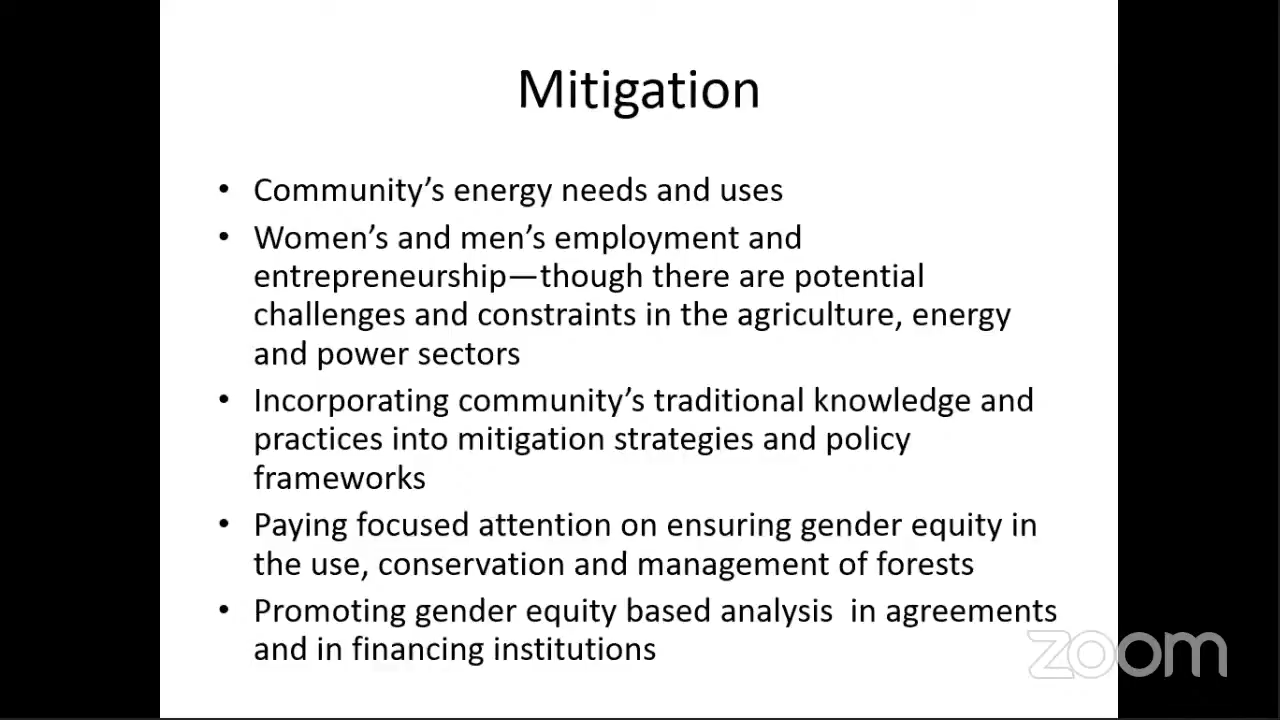 Mitigation
• Community’s energy needs and uses
• Women’s and men’s employment and
entrepreneurship—though there are potential
challenges and constraints in the agriculture, energy
and power sectors
• Incorporating community’s traditional knowledge and
practices into mitigation strategies and policy
frameworks
• Paying focused attention on ensuring gender equity in
the use, conservation and management of forests
• Promoting gender equity based analysis  in agreements
and in financing institutions
zoom